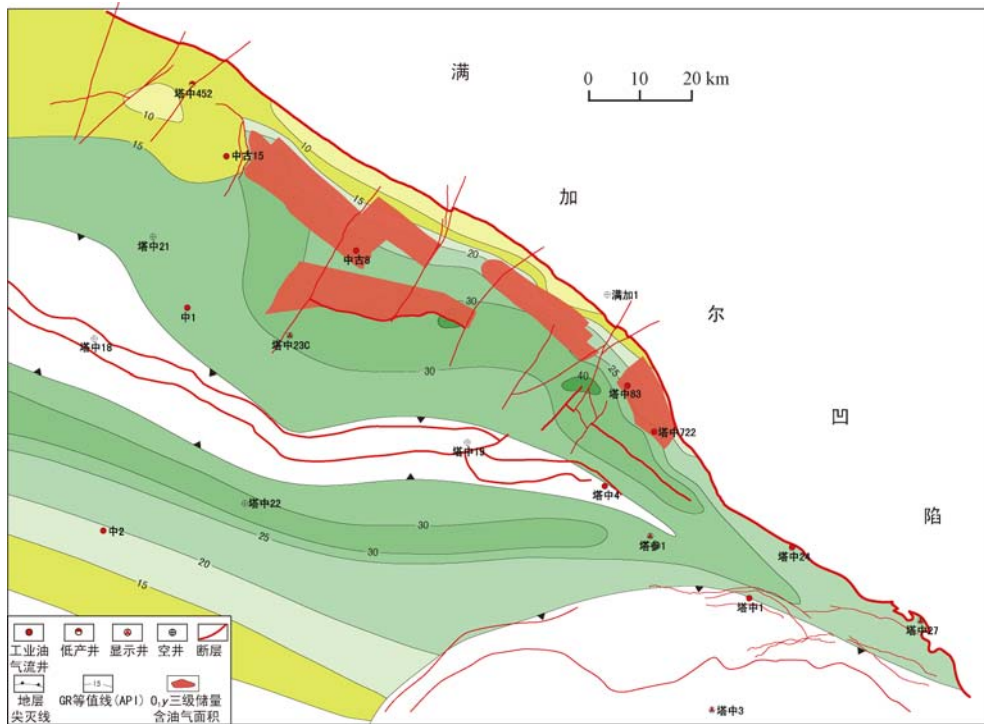 满
加
尔
凹
陷
0 10 20 km
塔中452
10
15
中古15
10
15
20
塔中21
中古8
满加1
30
中1
塔中18
塔中23C
30
25
40
塔中83
塔中722
塔中19
塔中4
塔中22
30
25
30
中2
20
15
塔参1
塔中24
塔中1
塔中27
塔中3
工业油
气流井
低产井
显示井
空井
断层
地层
尖灭线
15
GR等值线(API)
O₁y三级储量
含油气面积